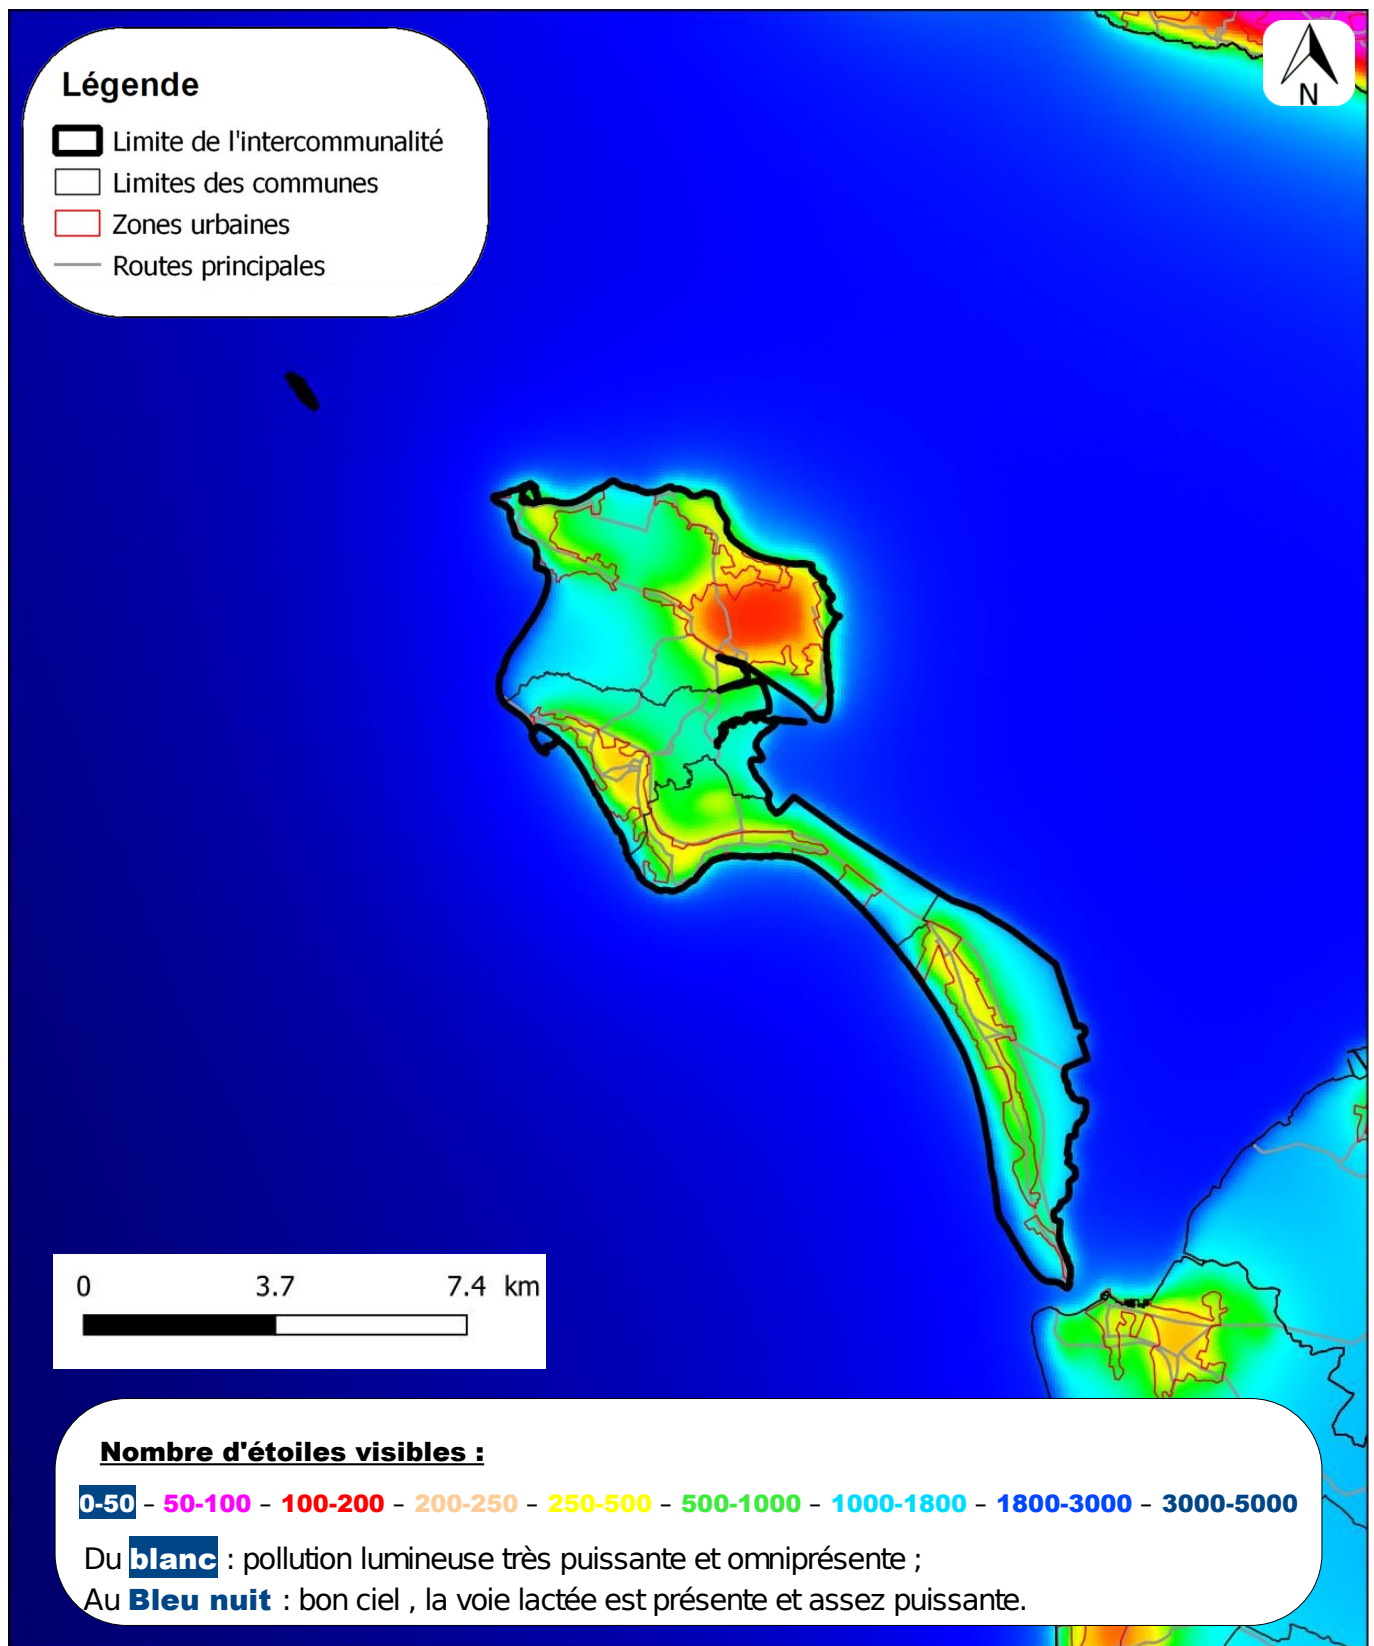 Légende
Limite de l'intercommunalité
Limites des communes
Zones urbaines
Routes principales
N
0 3.7 7.4 km
Nombre d'étoiles visibles :
0-50 – 50-100 – 100-200 – 200-250 – 250-500 – 500-1000 – 1000-1800 – 1800-3000 – 3000-5000
Du blanc : pollution lumineuse très puissante et omniprésente ;
Au Bleu nuit : bon ciel , la voie lactée est présente et assez puissante.